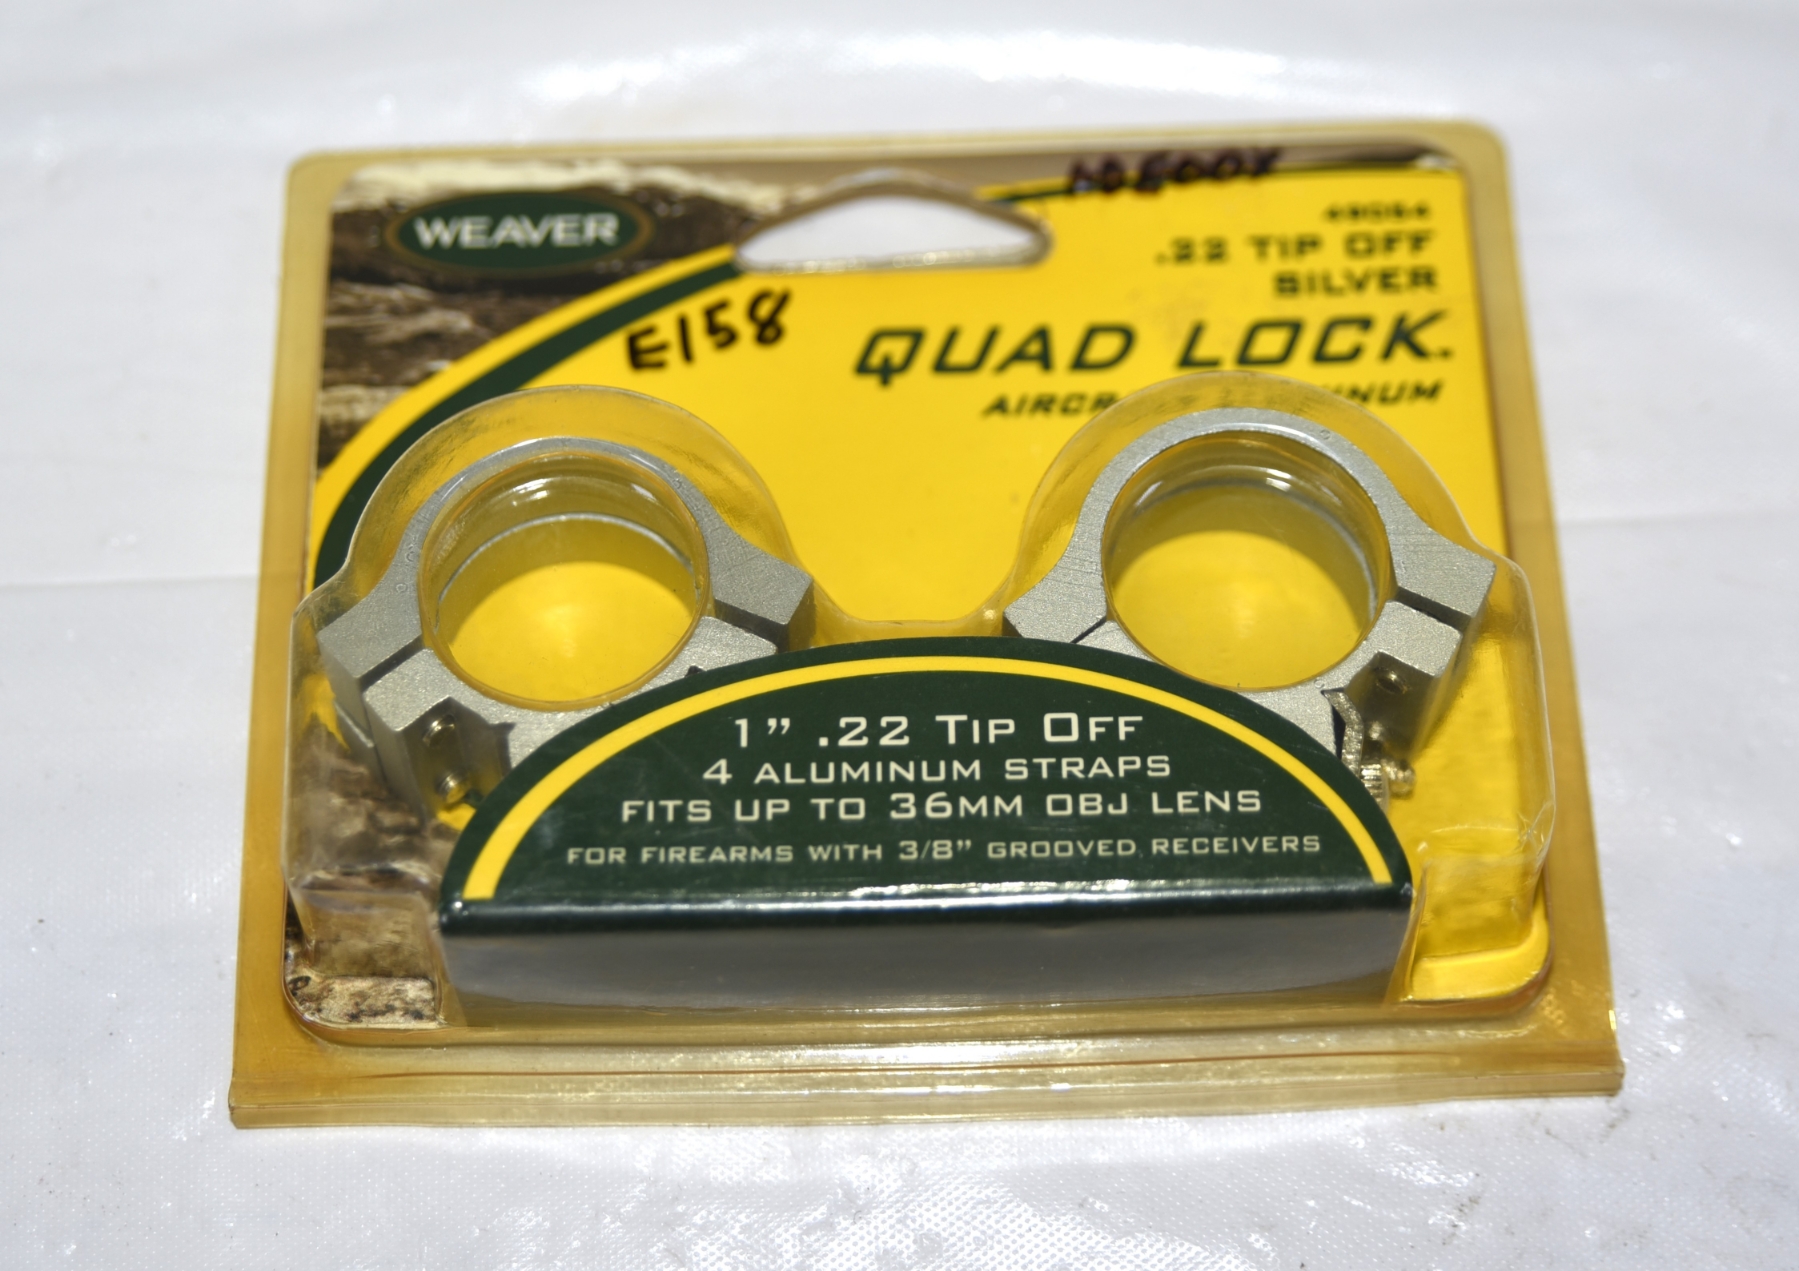 WEAVER
49054
.22 TIP OFF
SILVER
E158
QUAD LOCK.
1” .22 TIP OFF
4 ALUMINUM STRAPS
FITS UP TO 36MM OBJ LENS
FOR FIREARMS WITH 3/8” GROOVED RECEIVERS